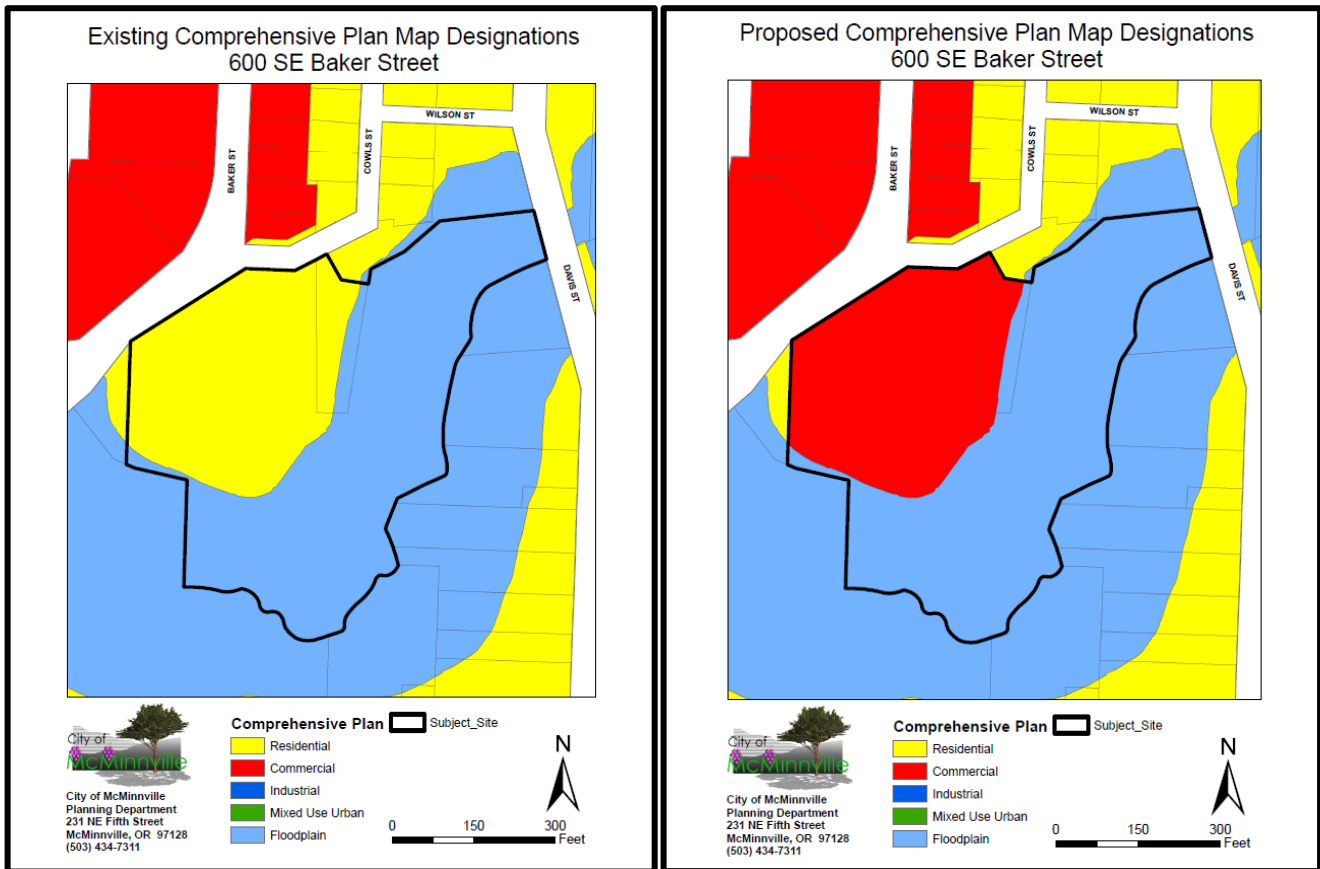 Existing Comprehensive Plan Map Designations
600 SE Baker Street
WILSON ST
COWLS ST
BAKER ST
DAVIS ST
City of
McMinnville
City of McMinnville
Planning Department
231 NE Fifth Street
McMinnville, OR 97128
(503) 434-7311
Comprehensive Plan
Subject_Site
Residential
Commercial
Industrial
Mixed Use Urban
Floodplain
N
0 150 300
Feet
Proposed Comprehensive Plan Map Designations
600 SE Baker Street
WILSON ST
COWLS ST
BAKER ST
DAVIS ST
City of
McMinnville
City of McMinnville
Planning Department
231 NE Fifth Street
McMinnville, OR 97128
(503) 434-7311
Comprehensive Plan
Subject_Site
Residential
Commercial
Industrial
Mixed Use Urban
Floodplain
N
0 150 300
Feet